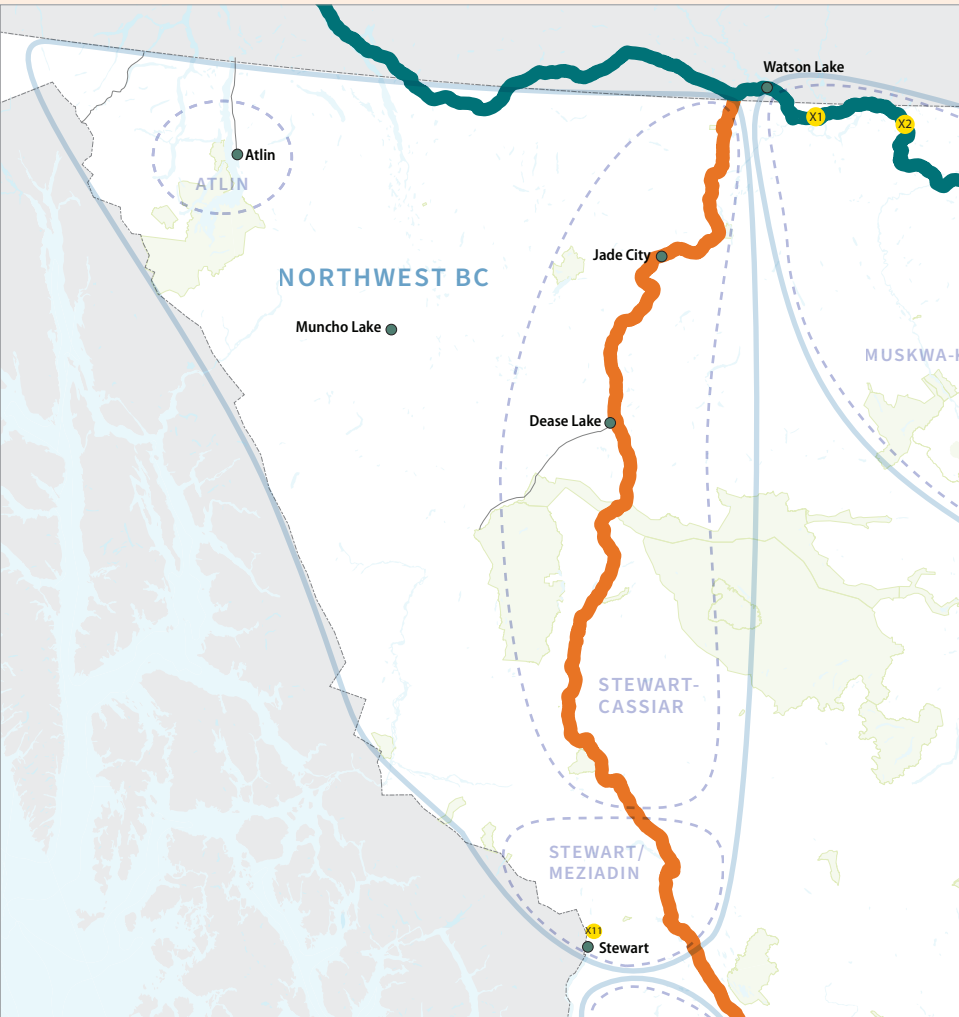 Watson Lake
X1
X2
Atlin
ATLIN
Jade City
NORTHWEST BC
Muncho Lake
MUSKWA-K
Dease Lake
STEWART-
CASSIAR
STEWART/
MEZIADIN
X11
Stewart